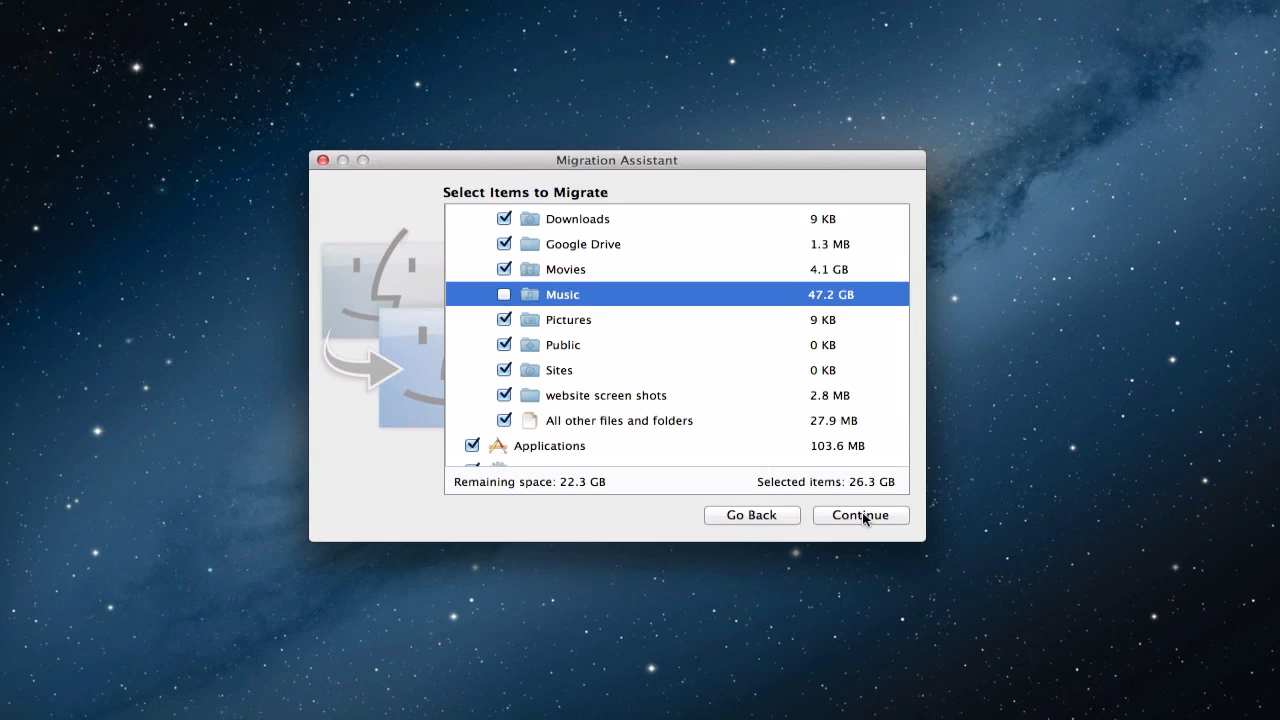 Migration Assistant
Select Items to Migrate
Downloads 9 KB
Google Drive 1.3 MB
Movies 4.1 GB
Music 47.2 GB
Pictures 9 KB
Public 0 KB
Sites 0 KB
website screen shots 2.8 MB
All other files and folders 27.9 MB
Applications 103.6 MB
Remaining space: 22.3 GB Selected items: 26.3 GB
Go Back Continue